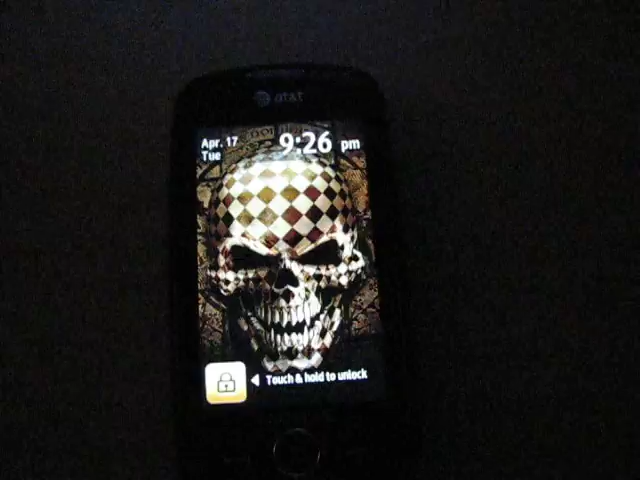 at&t
Apr. 17
Tue
9:26 pm
Touch & hold to unlock